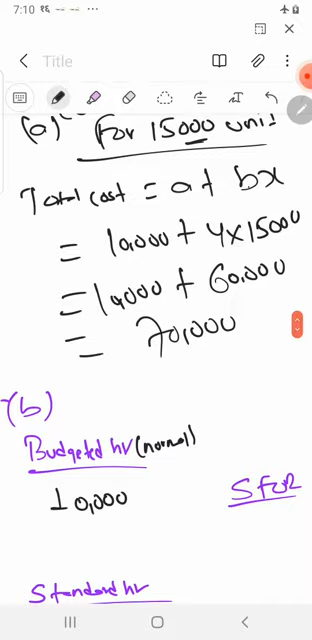 7:10 १६
Title
(a) For 15000 unit
Total cost = a + bx
= 10,000 + 4x15000
= 10,000 + 60,000
= 70,000
(b)
Budgeted hr (normal)
10,000
SFOR
Standard hr